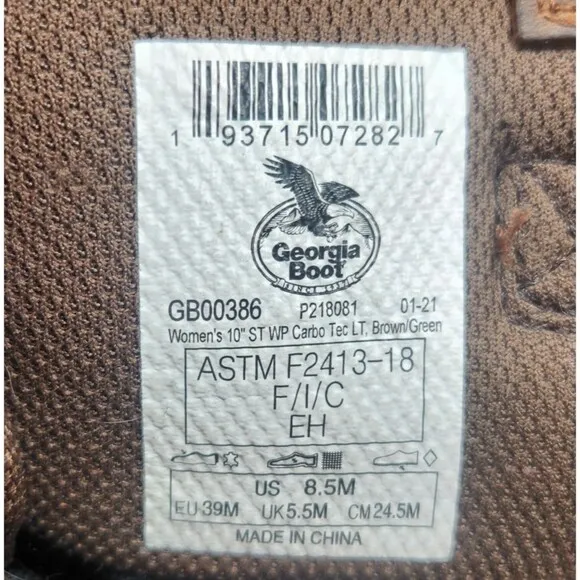 1 93715 07282 7
Georgia
Boot
SINCE 1937
GB00386 P218081 01-21
Women's 10" ST WP Carbo Tec LT, Brown/Green
ASTM F2413-18
F/I/C
EH
US 8.5M
EU 39M UK 5.5M CM 24.5M
MADE IN CHINA